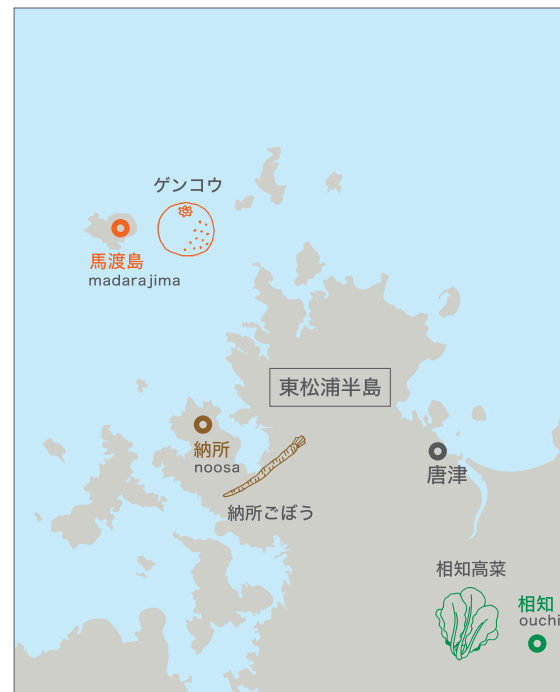 ゲンコウ
馬渡島
madarajima
東松浦半島
納所
noosa
納所ごぼう
唐津
相知高菜
相知
ouchi